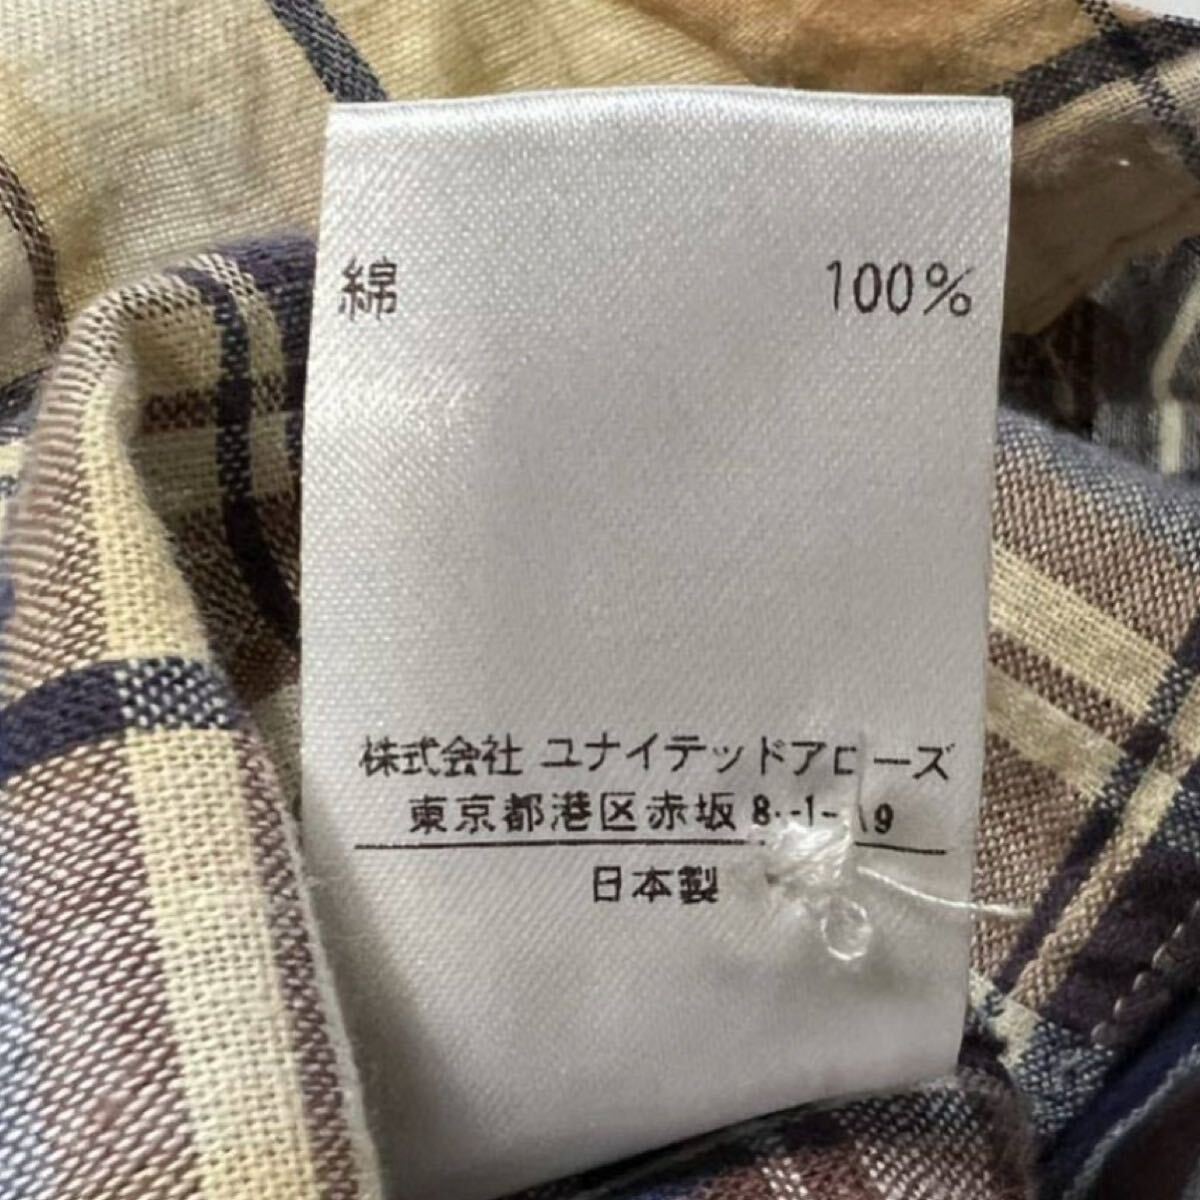 綿 100%
株式会社 ユナイテッドアローズ
東京都港区赤坂
日本製